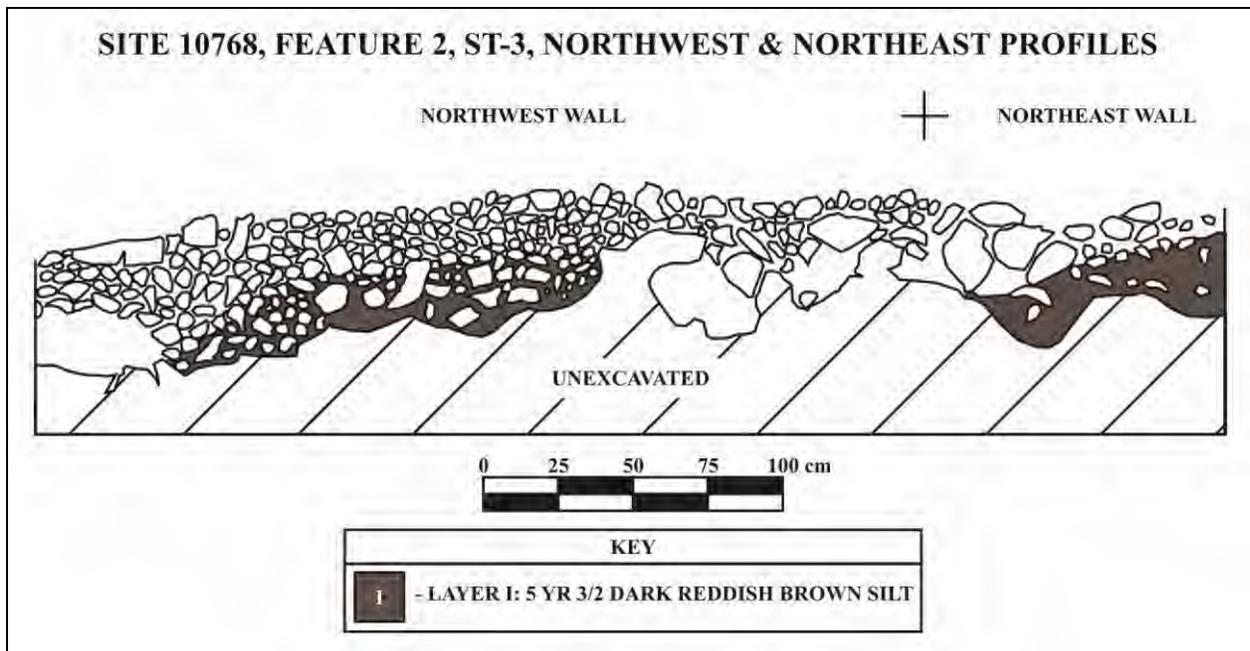 SITE 10768, FEATURE 2, ST-3, NORTHWEST & NORTHEAST PROFILES
NORTHWEST WALL
NORTHEAST WALL
UNEXCAVATED
0 25 50 75 100 cm
KEY
I - LAYER I: 5 YR 3/2 DARK REDDISH BROWN SILT